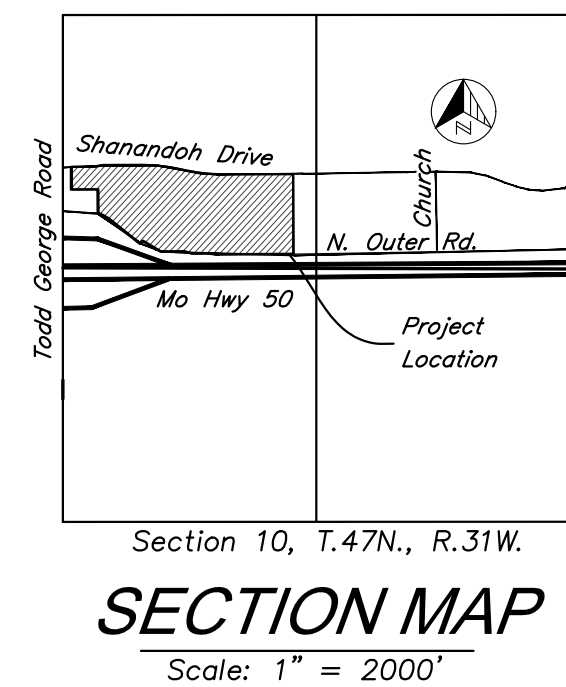 Shanandoh Drive
Todd George Road
Church
N
N. Outer Rd.
Mo Hwy 50
Project
Location
Section 10, T.47N., R.31W.
SECTION MAP
Scale: 1" = 2000'